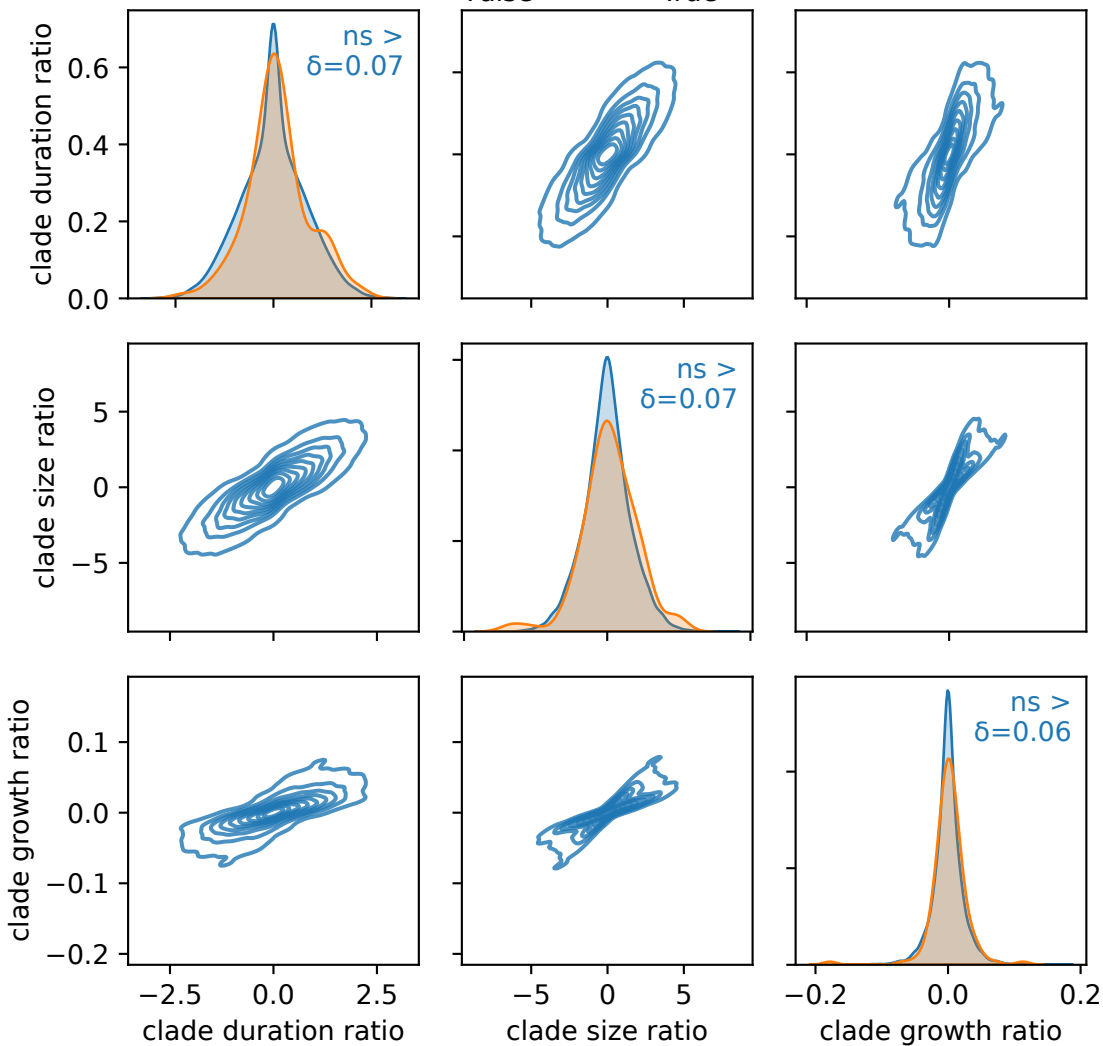 clade duration ratio
0.6
0.4
0.2
0.0
ns >
δ=0.07
clade size ratio
5
0
−5
ns >
δ=0.07
clade growth ratio
0.1
0.0
−0.1
−0.2
ns >
δ=0.06
−2.5 0.0 2.5
−5 0 5
−0.2 0.0 0.2
clade duration ratio
clade size ratio
clade growth ratio